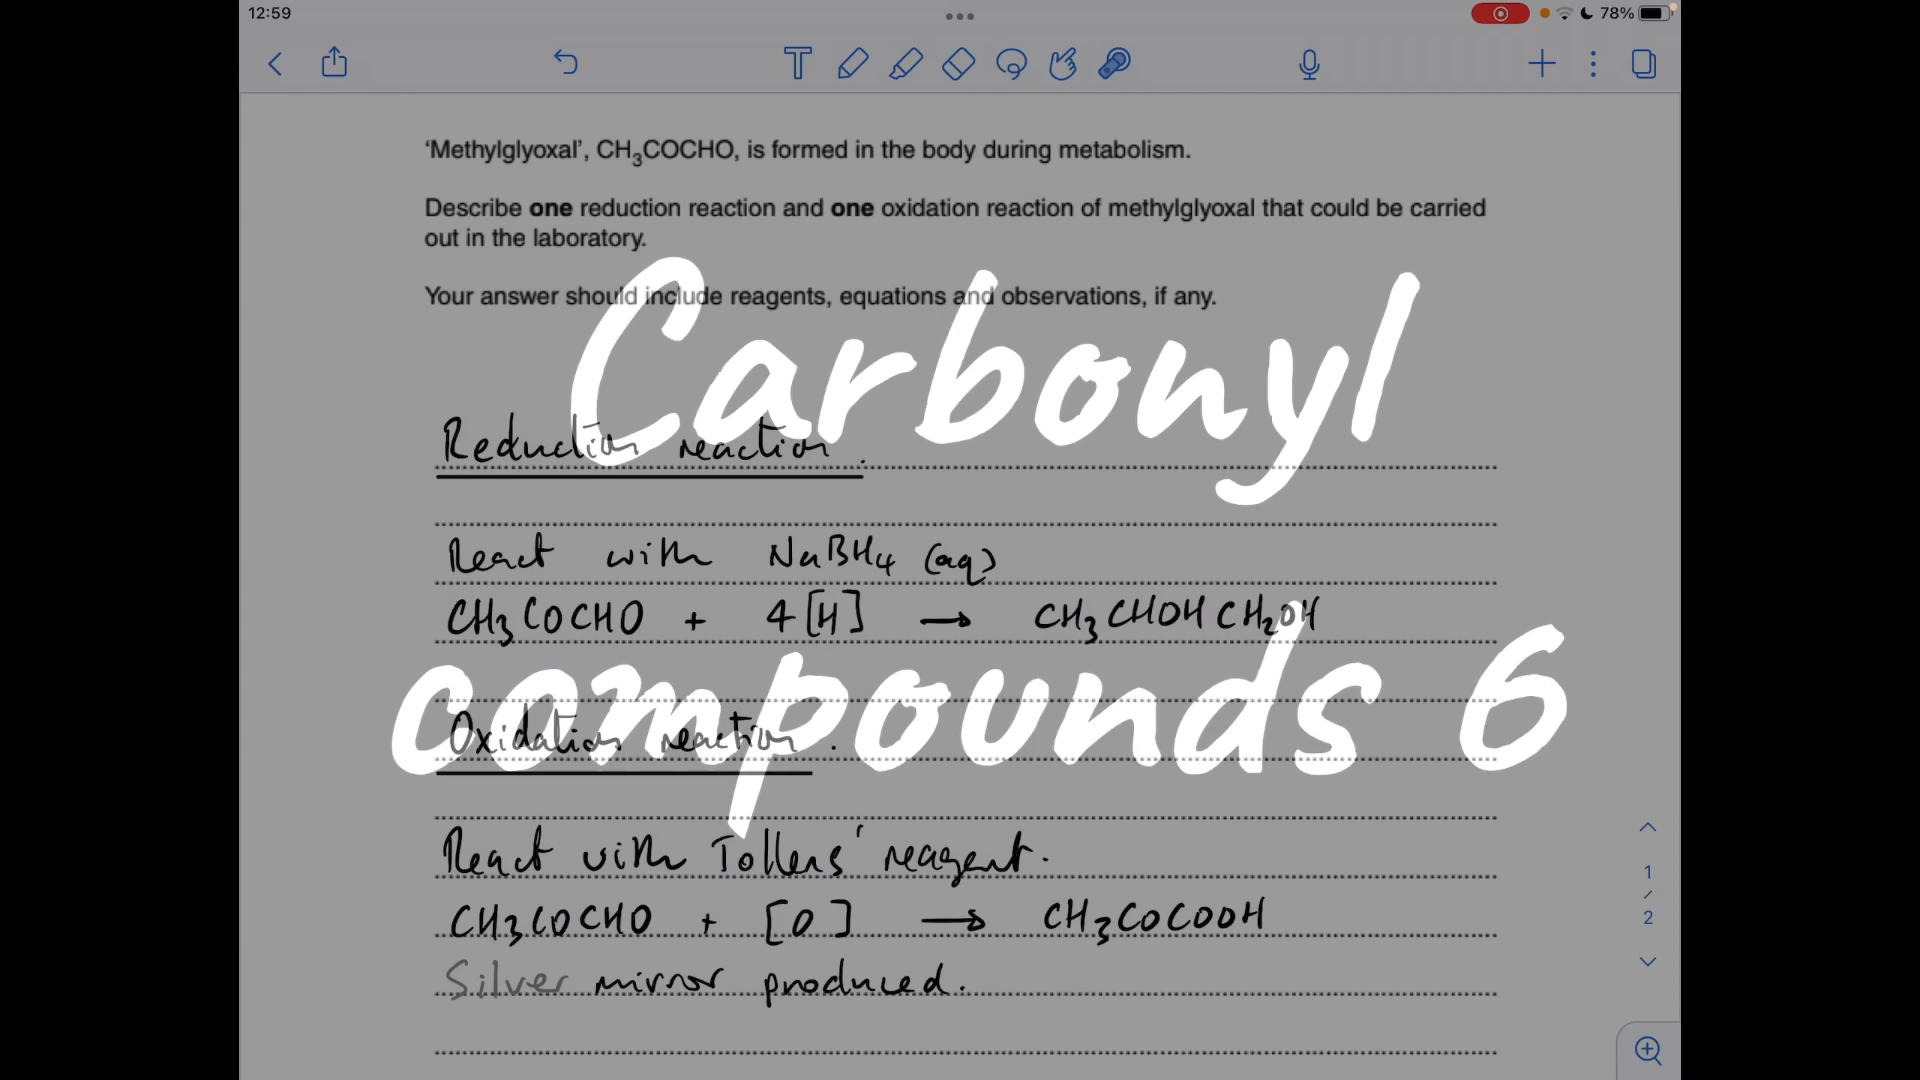 12:59
78%
T
'Methylglyoxal', CH₃COCHO, is formed in the body during metabolism.
Describe one reduction reaction and one oxidation reaction of methylglyoxal that could be carried
out in the laboratory.
Your answer should include reagents, equations and observations, if any.
Carbonyl
compounds 6
Reduction reaction.
React with NaBH4 (aq)
CH3COCHO + 4[H] → CH3CHOHCH2OH
Oxidation reaction.
React with Tollens' reagent.
CH3COCHO + [O] → CH3COCOOH
Silver mirror produced.
1
/
2